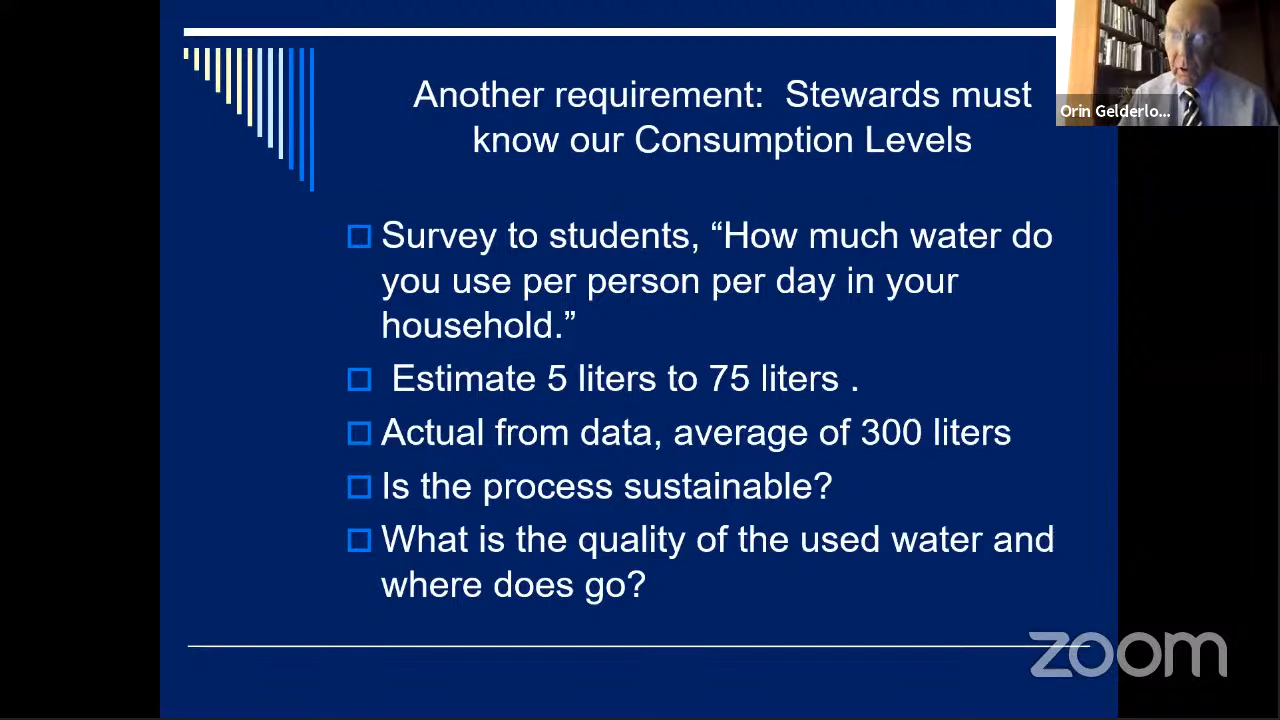 Another requirement:  Stewards must
know our Consumption Levels
Survey to students, “How much water do
you use per person per day in your
household.”
Estimate 5 liters to 75 liters .
Actual from data, average of 300 liters
Is the process sustainable?
What is the quality of the used water and
where does go?
Orin Gelderlo...
zoom